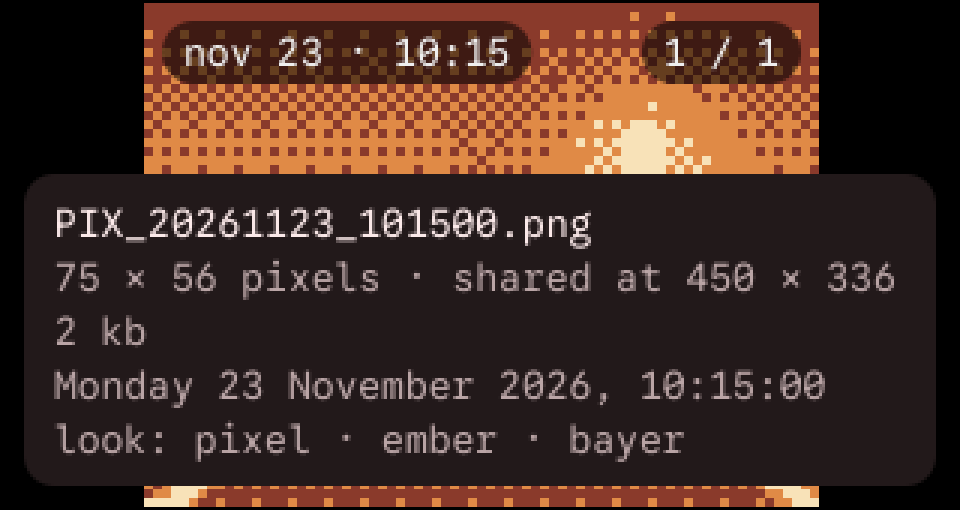 nov 23 · 10:15
1 / 1
PIX_20261123_101500.png
75 × 56 pixels · shared at 450 × 336
2 kb
Monday 23 November 2026, 10:15:00
look: pixel · ember · bayer